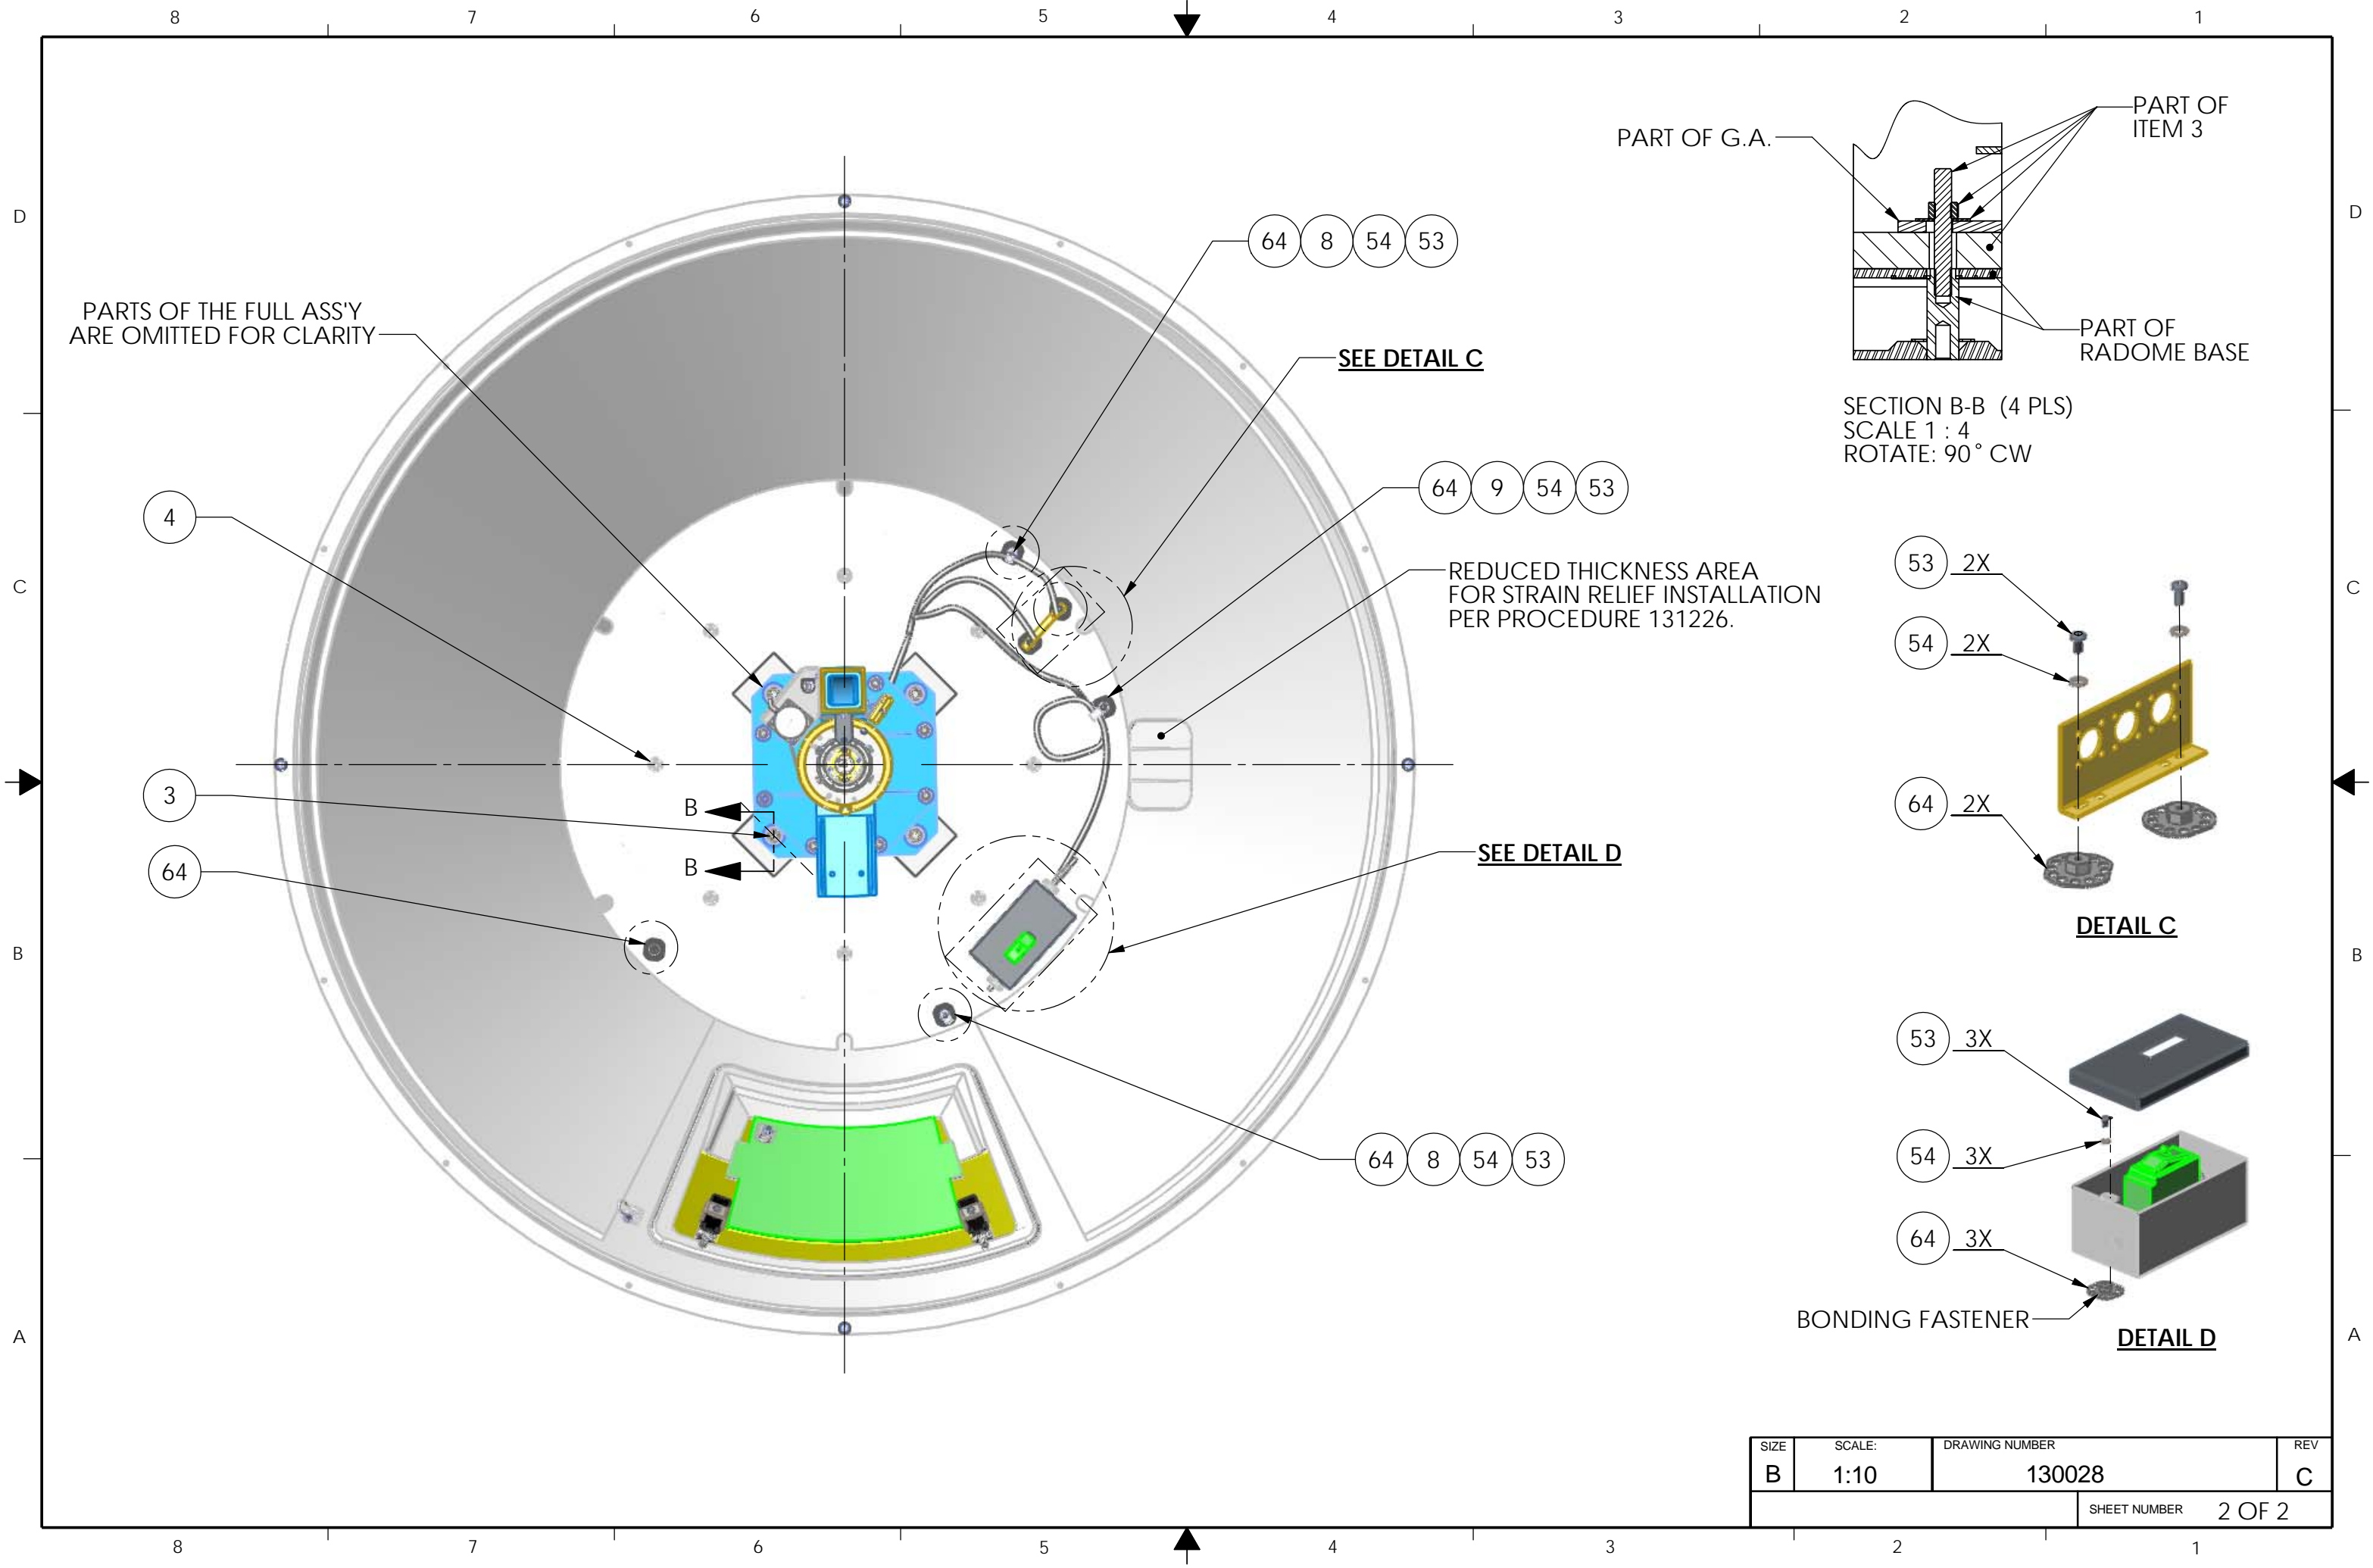 8 7 6 5 4 3 2 1
D
D
C
C
B
B
A
A
PARTS OF THE FULL ASS'Y
ARE OMITTED FOR CLARITY
4
3
64
B
B
64 8 54 53
SEE DETAIL C
64 9 54 53
REDUCED THICKNESS AREA
FOR STRAIN RELIEF INSTALLATION
PER PROCEDURE 131226.
SEE DETAIL D
64 8 54 53
PART OF G.A.
PART OF
ITEM 3
PART OF
RADOME BASE
SECTION B-B (4 PLS)
SCALE 1 : 4
ROTATE: 90° CW
53 2X
54 2X
64 2X
DETAIL C
53 3X
54 3X
64 3X
BONDING FASTENER
DETAIL D
SIZE
B
SCALE:
1:10
DRAWING NUMBER
130028
REV
C
SHEET NUMBER 2 OF 2
8 7 6 5 4 3 2 1